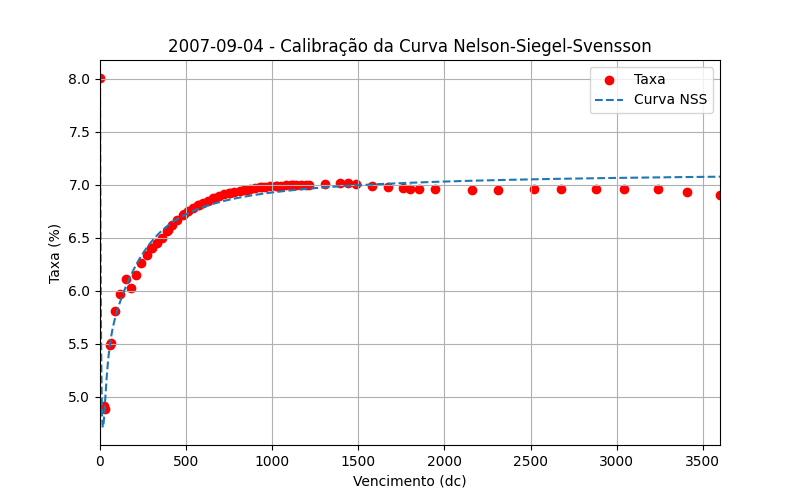 2007-09-04 - Calibração da Curva Nelson-Siegel-Svensson
Taxa
Curva NSS
Taxa (%)
8.0
7.5
7.0
6.5
6.0
5.5
5.0
0 500 1000 1500 2000 2500 3000 3500
Vencimento (dc)